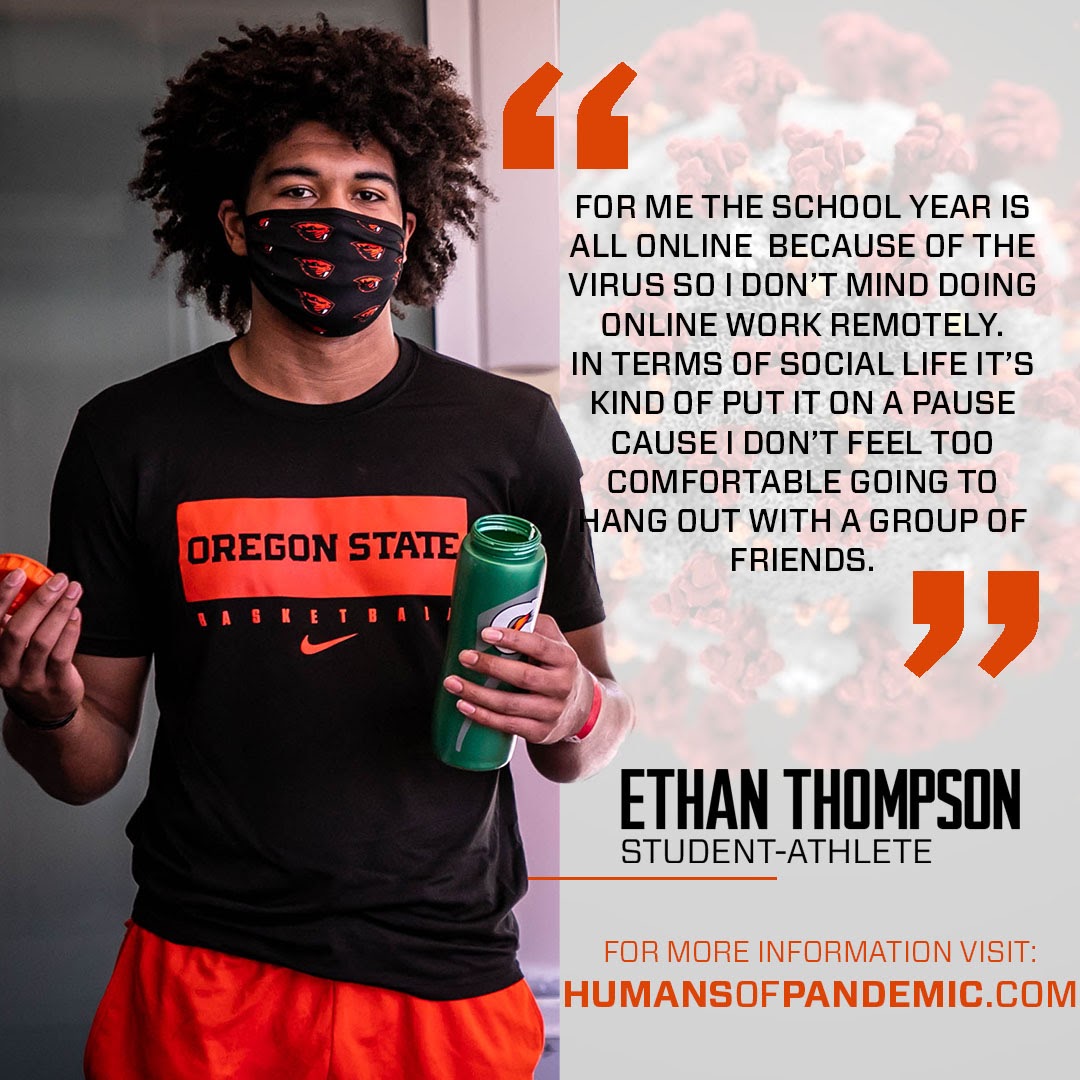 FOR ME THE SCHOOL YEAR IS
ALL ONLINE BECAUSE OF THE
VIRUS SO I DON'T MIND DOING
ONLINE WORK REMOTELY.
IN TERMS OF SOCIAL LIFE IT'S
KIND OF PUT IT ON A PAUSE
CAUSE I DON'T FEEL TOO
COMFORTABLE GOING TO
HANG OUT WITH A GROUP OF
FRIENDS.
OREGON STATE
BASKETBALL
ETHAN THOMPSON
STUDENT-ATHLETE
FOR MORE INFORMATION VISIT:
HUMANSOFPANDEMIC.COM